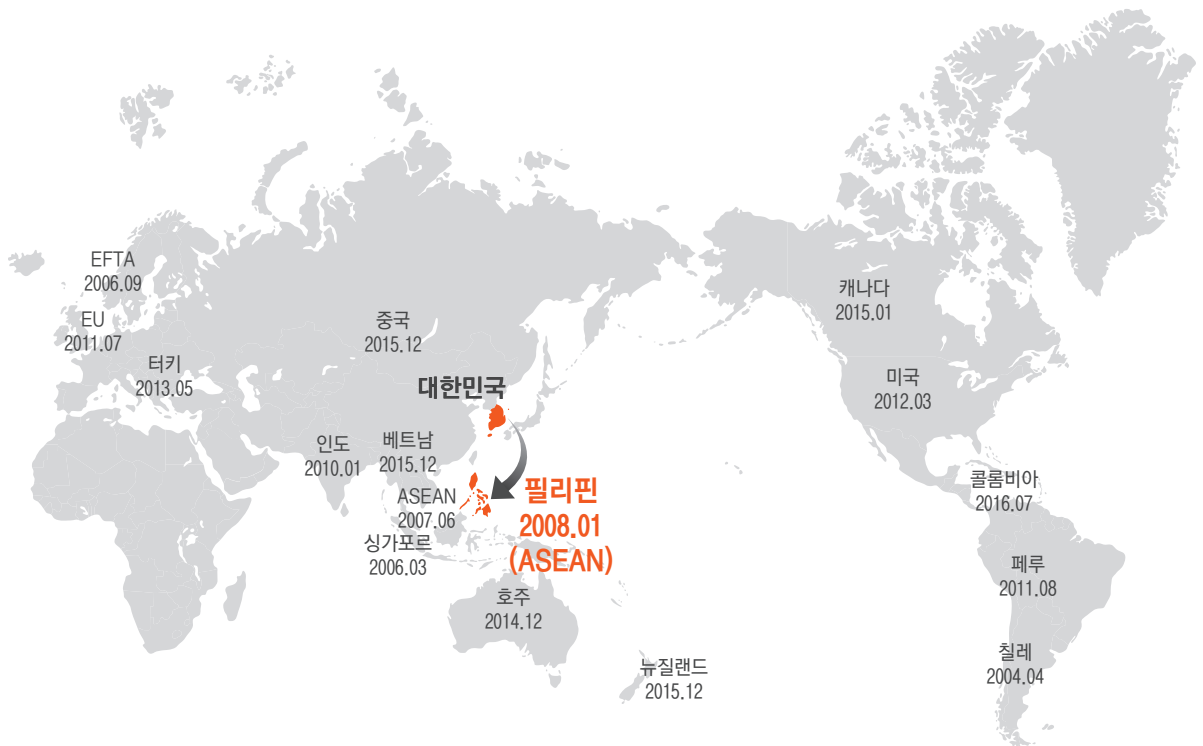 EFTA
2006.09
EU
2011.07
터키
2013.05
중국
2015.12
대한민국
인도
2010.01
베트남
2015.12
ASEAN
2007.06
싱가포르
2006.03
필리핀
2008.01
(ASEAN)
호주
2014.12
뉴질랜드
2015.12
캐나다
2015.01
미국
2012.03
콜롬비아
2016.07
페루
2011.08
칠레
2004.04